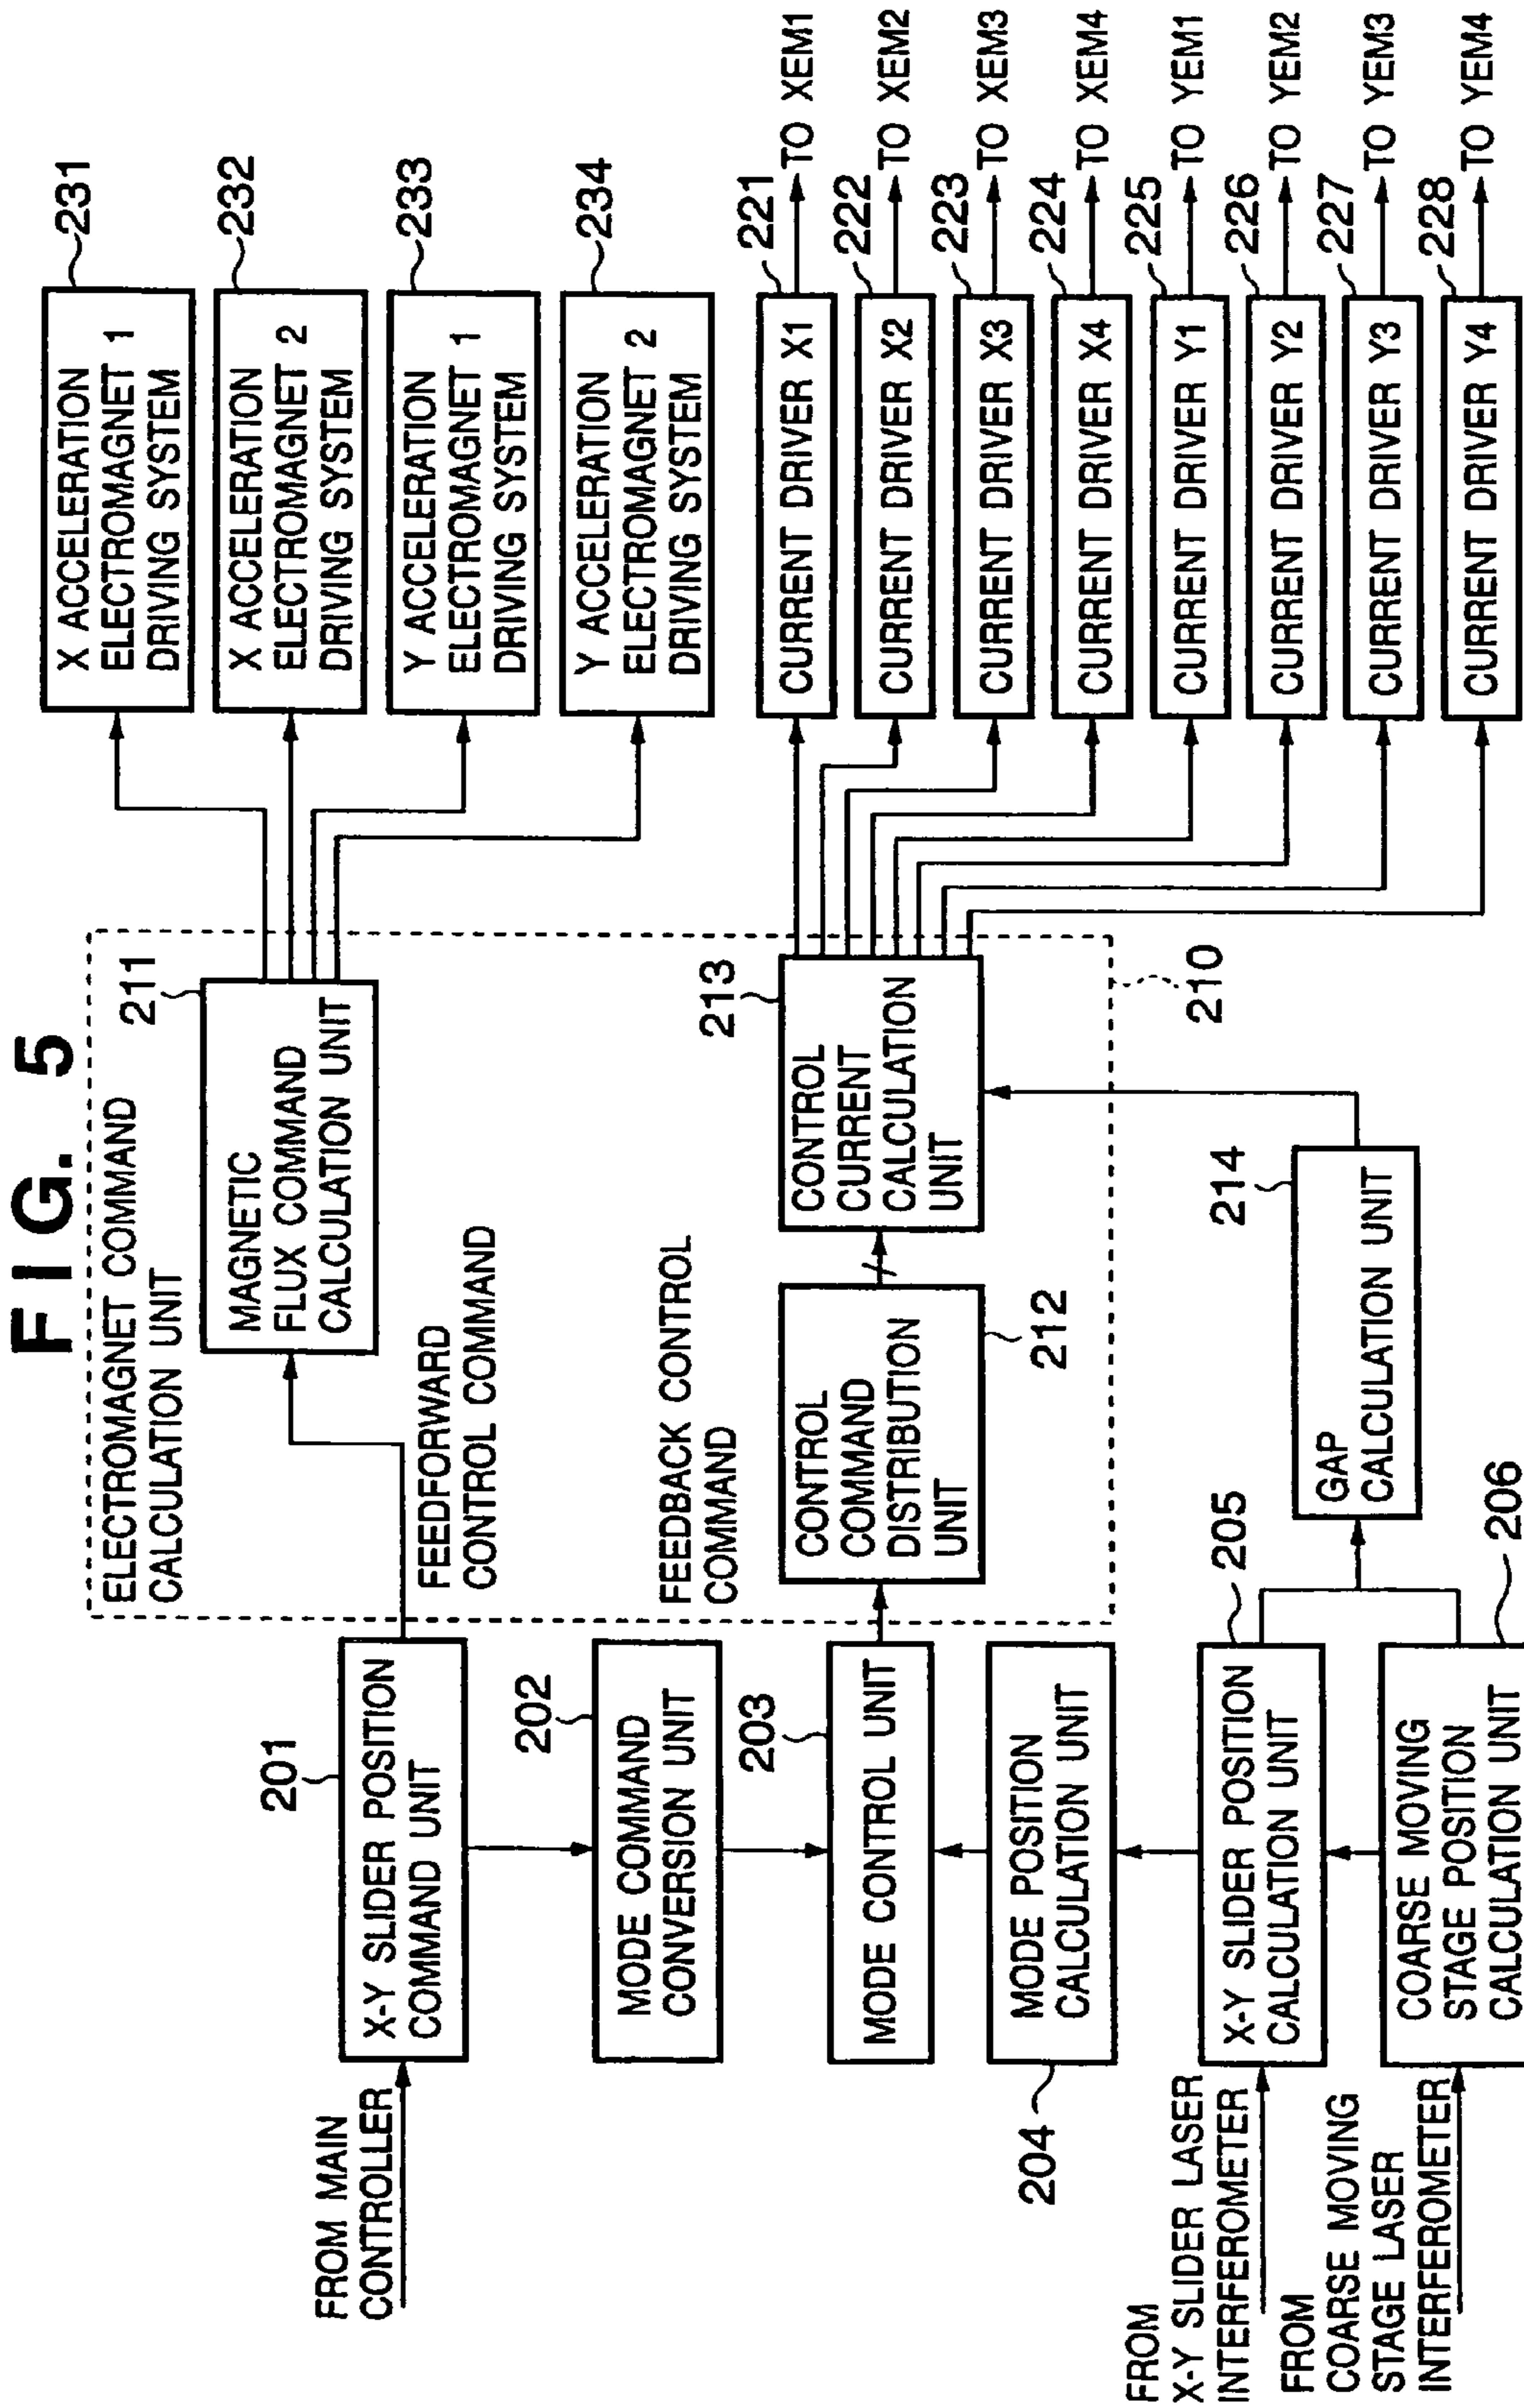 FIG. 5
ELECTROMAGNET COMMAND
CALCULATION UNIT
FROM MAIN
CONTROLLER
201
X-Y SLIDER POSITION
COMMAND UNIT
FEEDFORWARD
CONTROL COMMAND
211
MAGNETIC
FLUX COMMAND
CALCULATION UNIT
X ACCELERATION
ELECTROMAGNET 1
DRIVING SYSTEM
231
X ACCELERATION
ELECTROMAGNET 2
DRIVING SYSTEM
232
Y ACCELERATION
ELECTROMAGNET 1
DRIVING SYSTEM
233
Y ACCELERATION
ELECTROMAGNET 2
DRIVING SYSTEM
234
202
MODE COMMAND
CONVERSION UNIT
203
MODE CONTROL UNIT
FEEDBACK CONTROL
COMMAND
CONTROL
COMMAND
DISTRIBUTION
UNIT
212
213
CONTROL
CURRENT
CALCULATION
UNIT
210
204
MODE POSITION
CALCULATION UNIT
FROM
X-Y SLIDER LASER
INTERFEROMETER
205
X-Y SLIDER POSITION
CALCULATION UNIT
FROM
COARSE MOVING
STAGE LASER
INTERFEROMETER
206
COARSE MOVING
STAGE POSITION
CALCULATION UNIT
214
GAP
CALCULATION UNIT
221
CURRENT DRIVER X1
TO XEM1
222
CURRENT DRIVER X2
TO XEM2
223
CURRENT DRIVER X3
TO XEM3
224
CURRENT DRIVER X4
TO XEM4
225
CURRENT DRIVER Y1
TO YEM1
226
CURRENT DRIVER Y2
TO YEM2
227
CURRENT DRIVER Y3
TO YEM3
228
CURRENT DRIVER Y4
TO YEM4